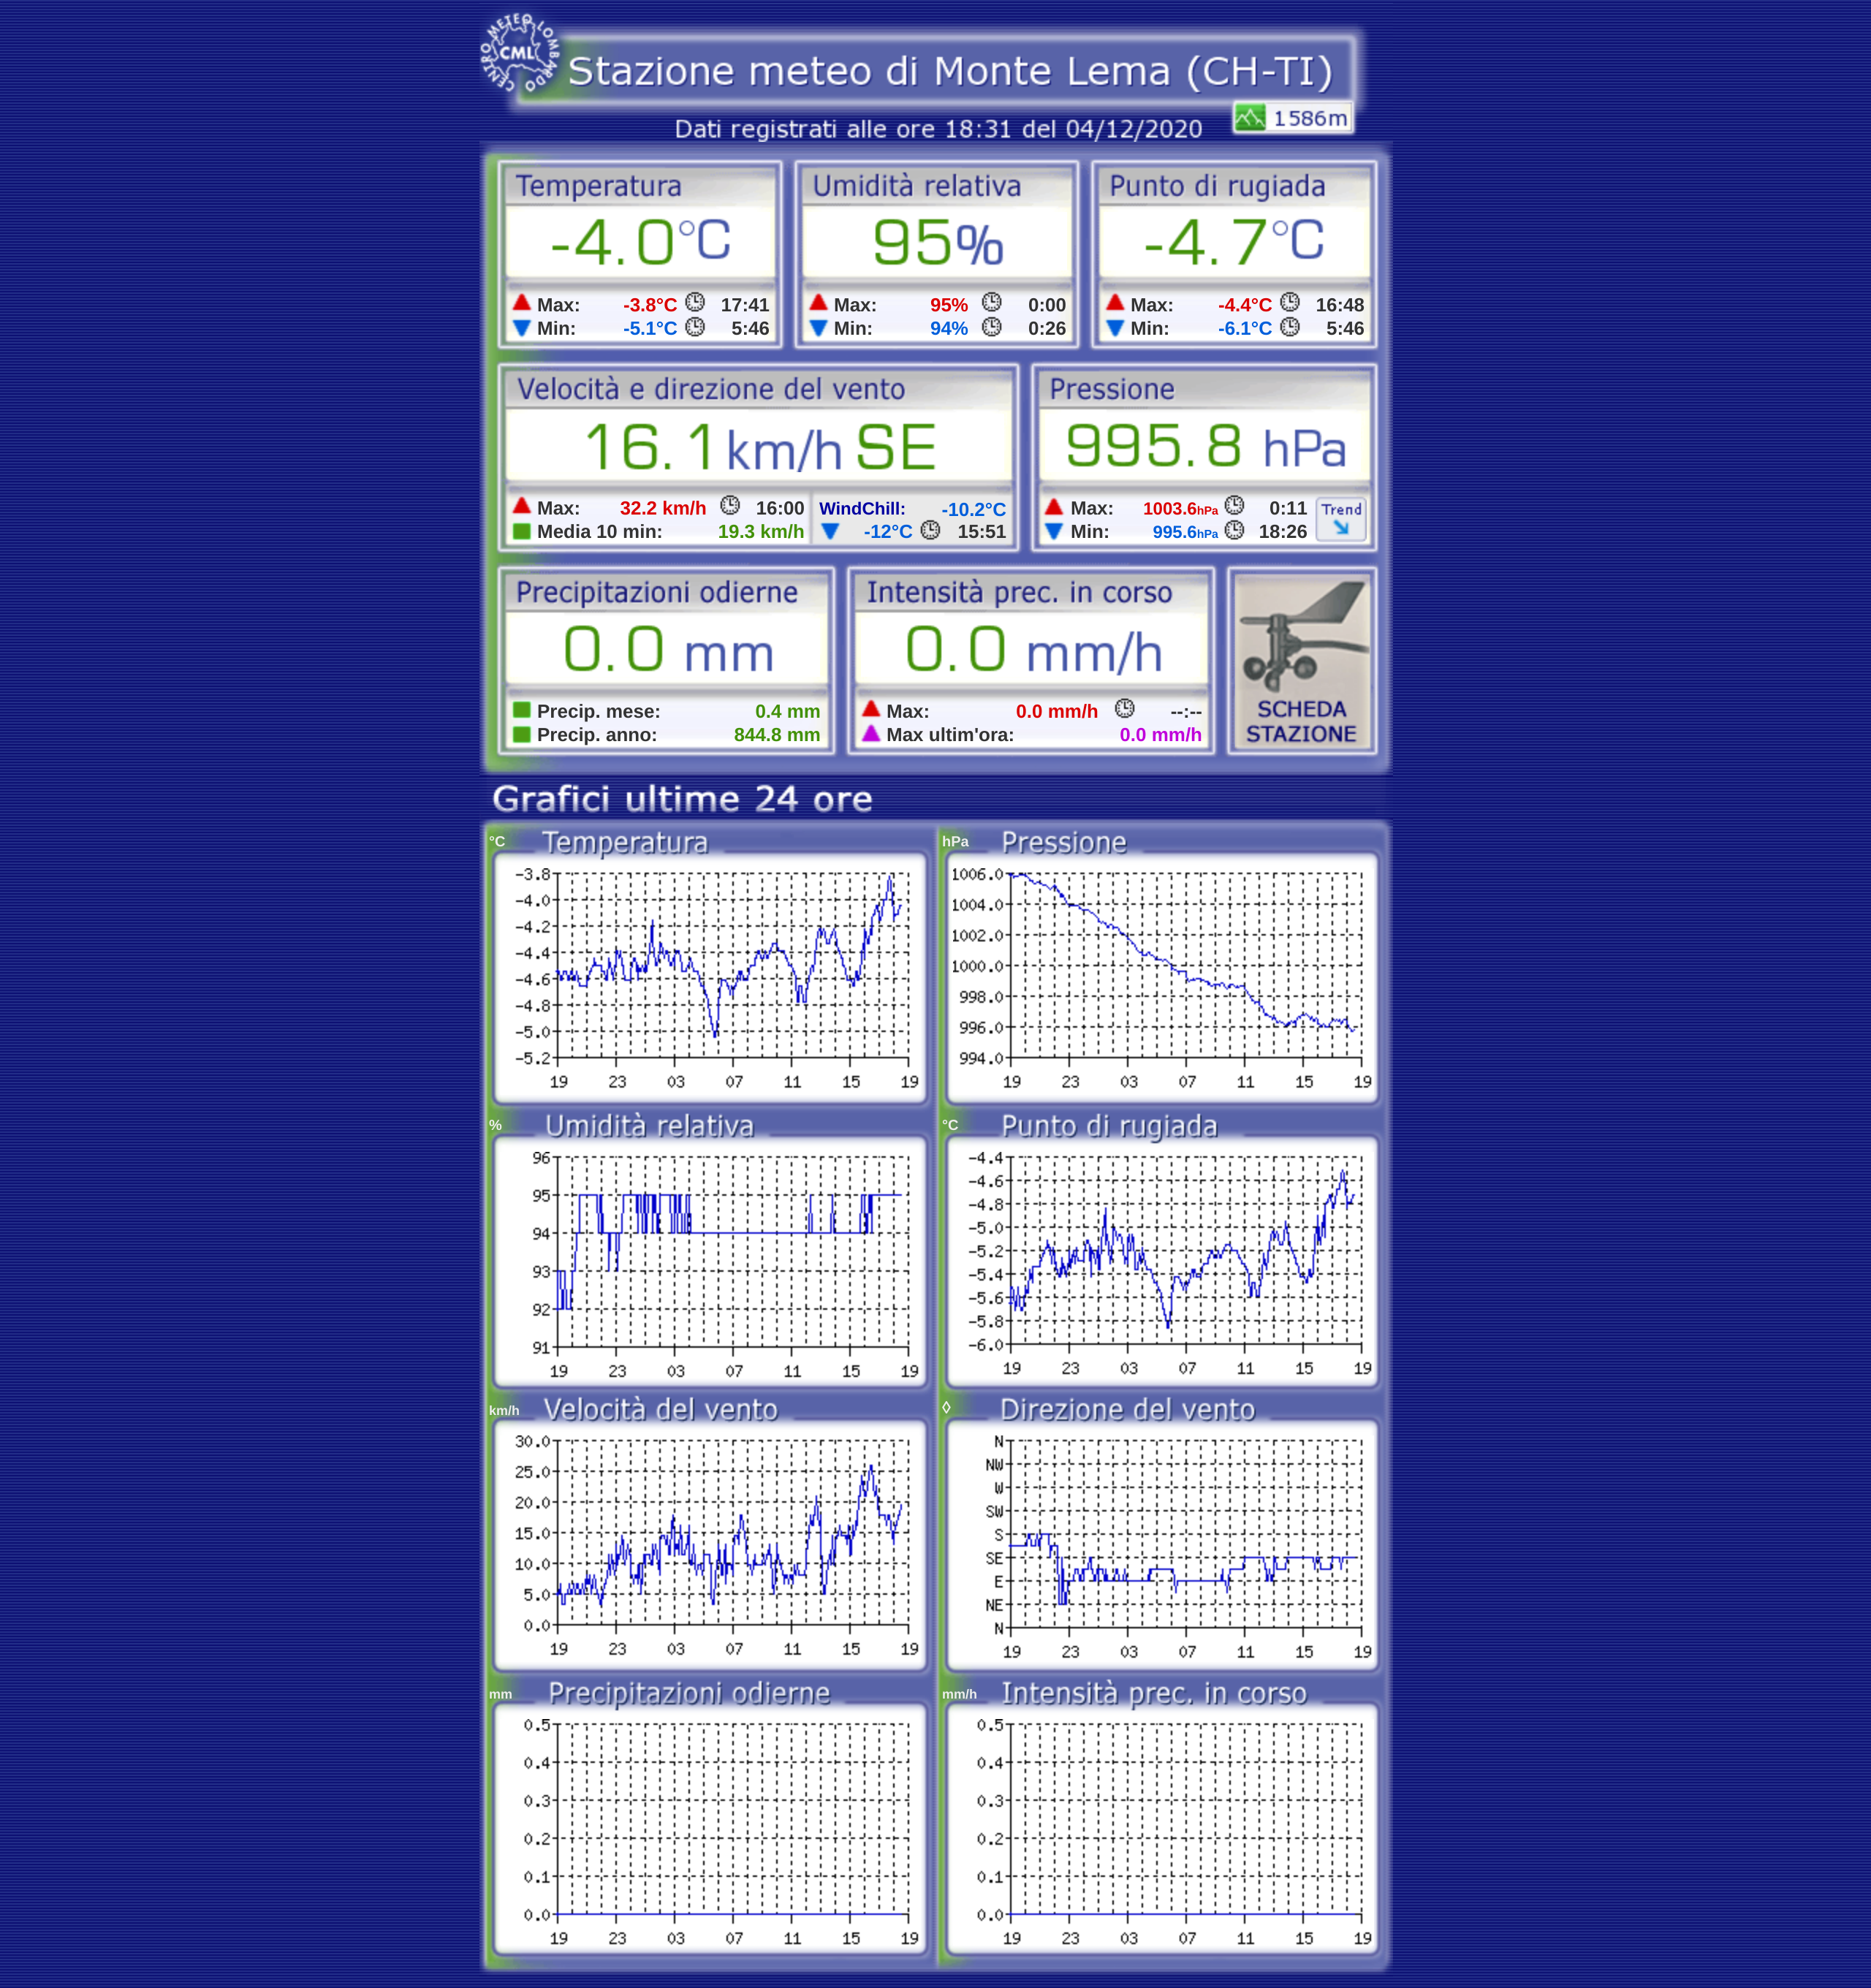 CENTRO METEO LOMBARDO
CML
Stazione meteo di Monte Lema (CH-TI)
1586m
Dati registrati alle ore 18:31 del 04/12/2020
Temperatura
-4.0°C
Max: -3.8°C 17:41
Min: -5.1°C 5:46
Umidità relativa
95%
Max: 95% 0:00
Min: 94% 0:26
Punto di rugiada
-4.7°C
Max: -4.4°C 16:48
Min: -6.1°C 5:46
Velocità e direzione del vento
16.1 km/h SE
Max: 32.2 km/h 16:00
Media 10 min: 19.3 km/h
WindChill: -10.2°C
-12°C 15:51
Pressione
995.8 hPa
Max: 1003.6hPa 0:11
Min: 995.6hPa 18:26
Trend
Precipitazioni odierne
0.0 mm
Precip. mese: 0.4 mm
Precip. anno: 844.8 mm
Intensità prec. in corso
0.0 mm/h
Max: 0.0 mm/h --:--
Max ultim'ora: 0.0 mm/h
SCHEDA
STAZIONE
Grafici ultime 24 ore
°C Temperatura
-3.8
-4.0
-4.2
-4.4
-4.6
-4.8
-5.0
-5.2
19 23 03 07 11 15 19
hPa Pressione
1006.0
1004.0
1002.0
1000.0
998.0
996.0
994.0
19 23 03 07 11 15 19
% Umidità relativa
96
95
94
93
92
91
19 23 03 07 11 15 19
°C Punto di rugiada
-4.4
-4.6
-4.8
-5.0
-5.2
-5.4
-5.6
-5.8
-6.0
19 23 03 07 11 15 19
km/h Velocità del vento
30.0
25.0
20.0
15.0
10.0
5.0
0.0
19 23 03 07 11 15 19
◊ Direzione del vento
N
NW
W
SW
S
SE
E
NE
N
19 23 03 07 11 15 19
mm Precipitazioni odierne
0.5
0.4
0.3
0.2
0.1
0.0
19 23 03 07 11 15 19
mm/h Intensità prec. in corso
0.5
0.4
0.3
0.2
0.1
0.0
19 23 03 07 11 15 19